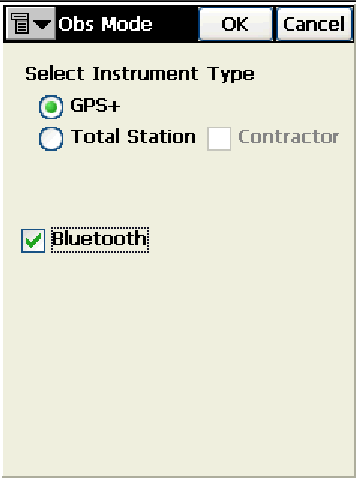 Obs Mode OK Cancel
Select Instrument Type
GPS+
Total Station Contractor
Bluetooth